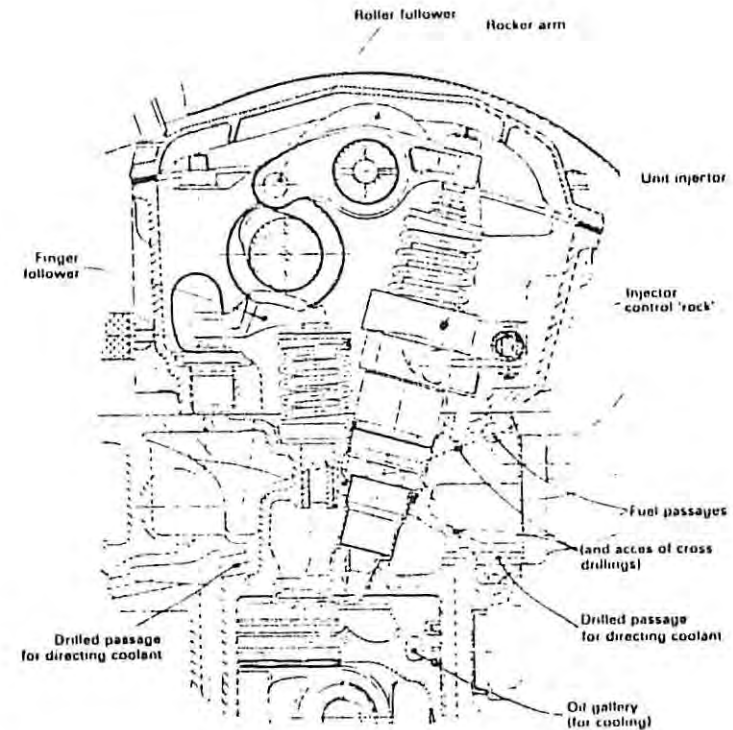 Roller follower
Rocker arm
Unit injector
Finger
follower
Injector
control 'rock'
Fuel passages
(and acces of cross
drillings)
Drilled passage
for directing coolant
Drilled passage
for directing coolant
Oil gallery
(for cooling)